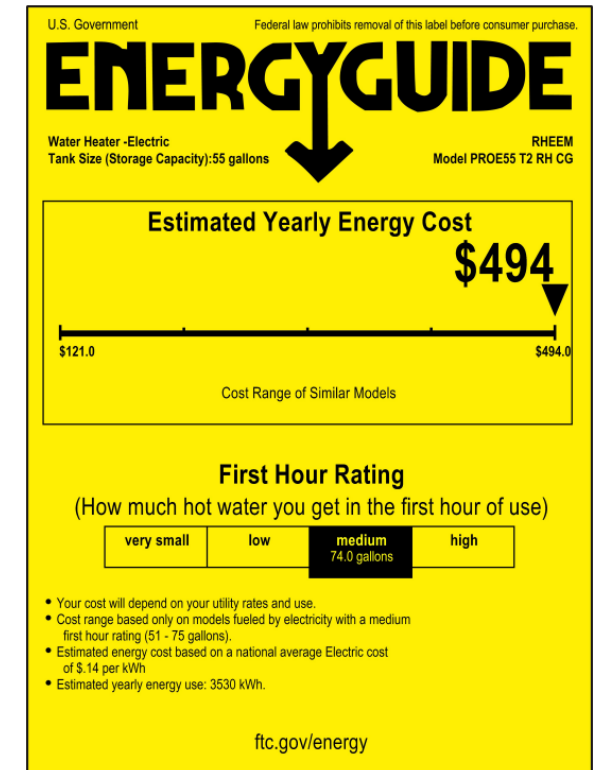 U.S. Government Federal law prohibits removal of this label before consumer purchase.
ENERGYGUIDE
Water Heater -Electric RHEEM
Tank Size (Storage Capacity):55 gallons Model PROE55 T2 RH CG
Estimated Yearly Energy Cost
$494
$121.0 $494.0
Cost Range of Similar Models
First Hour Rating
(How much hot water you get in the first hour of use)
very small low medium high
74.0 gallons
• Your cost will depend on your utility rates and use.
• Cost range based only on models fueled by electricity with a medium
first hour rating (51 - 75 gallons).
• Estimated energy cost based on a national average Electric cost
of $.14 per kWh
• Estimated yearly energy use: 3530 kWh.
ftc.gov/energy